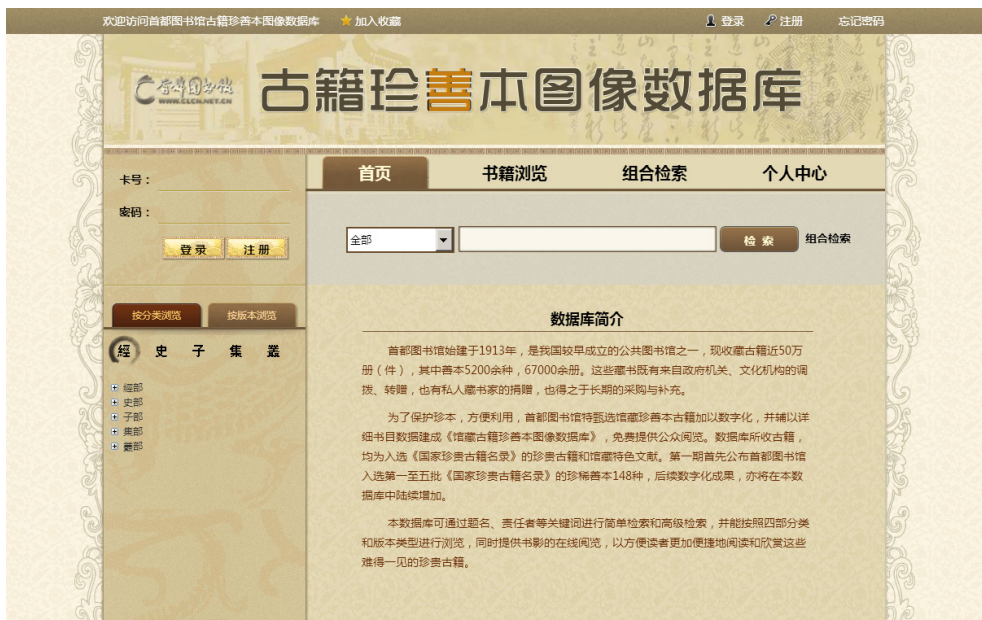 欢迎访问首都图书馆古籍珍善本图像数据库 加入收藏 登录 注册 忘记密码
首都图书馆
WWW.CLCN.NET.CN
古籍珍善本图像数据库
首页 书籍浏览 组合检索 个人中心
卡号：
密码：
登录 注册
全部 检索 组合检索
按分类浏览 按版本浏览
經 史 子 集 叢
經部
史部
子部
集部
叢部
数据库简介
首都图书馆始建于1913年，是我国较早成立的公共图书馆之一，现收藏古籍近50万
册（件），其中善本5200余种，67000余册。这些藏书既有来自政府机关、文化机构的调
拨、转赠，也有私人藏书家的捐赠，也得之于长期的采购与补充。
为了保护珍本，方便利用，首都图书馆特甄选馆藏珍善本古籍加以数字化，并辅以详
细书目数据建成《馆藏古籍珍善本图像数据库》，免费提供公众阅览。数据库所收古籍，
均为入选《国家珍贵古籍名录》的珍贵古籍和馆藏特色文献。第一期首先公布首都图书馆
入选第一至五批《国家珍贵古籍名录》的珍稀善本148种，后续数字化成果，亦将在本数
据库中陆续增加。
本数据库可通过题名、责任者等关键词进行简单检索和高级检索，并能按照四部分类
和版本类型进行浏览，同时提供书影的在线阅览，以方便读者更加便捷地阅读和欣赏这些
难得一见的珍贵古籍。